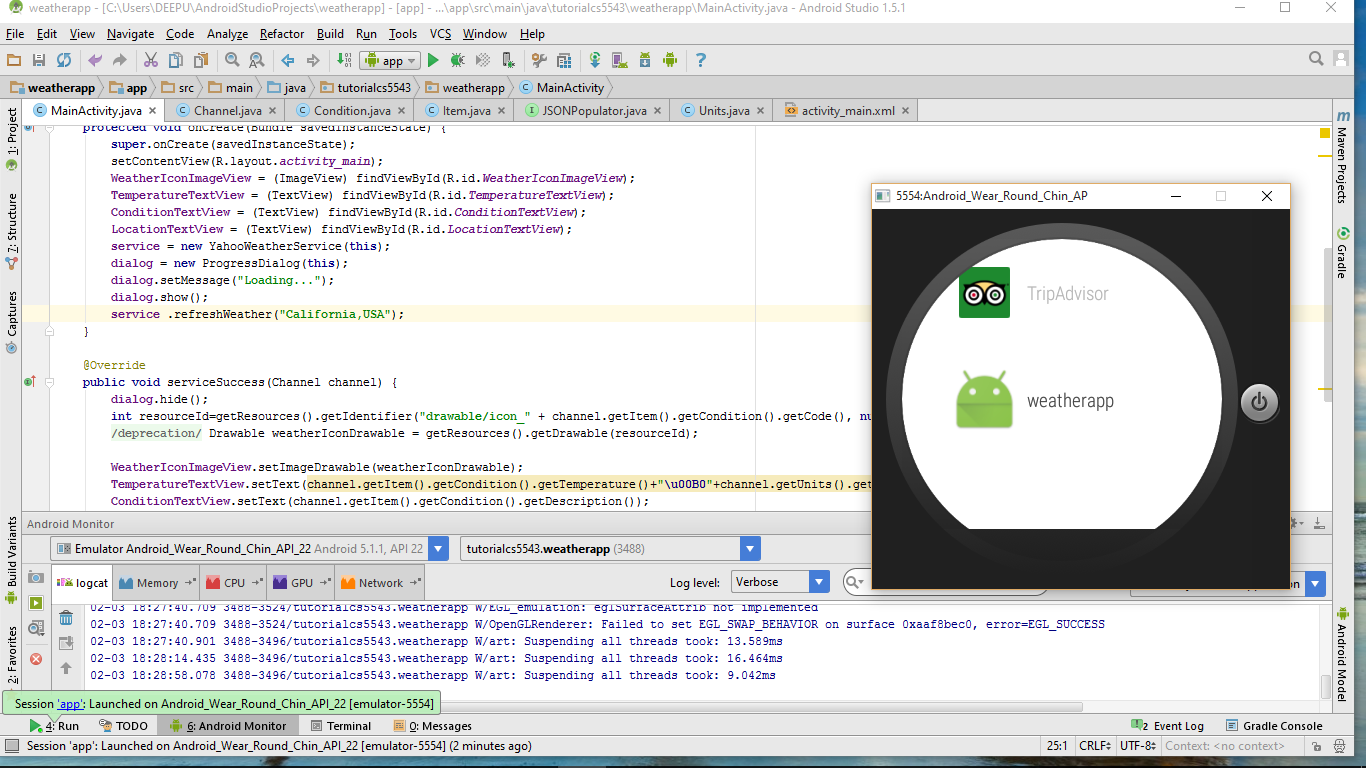 weatherapp - [C:\Users\DEEPU\AndroidStudioProjects\weatherapp] - [app] - ...\app\src\main\java\tutorialcs5543\weatherapp\MainActivity.java - Android Studio 1.5.1
File Edit View Navigate Code Analyze Refactor Build Run Tools VCS Window Help
app
weatherapp app src main java tutorialcs5543 weatherapp MainActivity
MainActivity.java Channel.java Condition.java Item.java JSONPopulator.java Units.java activity_main.xml
1: Project
7: Structure
Captures
Build Variants
2: Favorites
protected void onCreate(Bundle savedInstanceState) {
super.onCreate(savedInstanceState);
setContentView(R.layout.activity_main);
WeatherIconImageView = (ImageView) findViewById(R.id.WeatherIconImageView);
TemperatureTextView = (TextView) findViewById(R.id.TemperatureTextView);
ConditionTextView = (TextView) findViewById(R.id.ConditionTextView);
LocationTextView = (TextView) findViewById(R.id.LocationTextView);
service = new YahooWeatherService(this);
dialog = new ProgressDialog(this);
dialog.setMessage("Loading...");
dialog.show();
service .refreshWeather("California,USA");
}
@Override
public void serviceSuccess(Channel channel) {
dialog.hide();
int resourceId=getResources().getIdentifier("drawable/icon_" + channel.getItem().getCondition().getCode(), nu
/deprecation/ Drawable weatherIconDrawable = getResources().getDrawable(resourceId);
WeatherIconImageView.setImageDrawable(weatherIconDrawable);
TemperatureTextView.setText(channel.getItem().getCondition().getTemperature()+"\u00B0"+channel.getUnits().get
ConditionTextView.setText(channel.getItem().getCondition().getDescription());
5554:Android_Wear_Round_Chin_AP
TripAdvisor
weatherapp
m
Maven Projects
Gradle
Android Model
Android Monitor
Emulator Android_Wear_Round_Chin_API_22 Android 5.1.1, API 22
tutorialcs5543.weatherapp (3488)
logcat Memory CPU GPU Network
Log level: Verbose
on
02-03 18:27:40.709 3488-3524/tutorialcs5543.weatherapp W/EGL_emulation: eglSurfaceAttrib not implemented
02-03 18:27:40.709 3488-3524/tutorialcs5543.weatherapp W/OpenGLRenderer: Failed to set EGL_SWAP_BEHAVIOR on surface 0xaaf8bec0, error=EGL_SUCCESS
02-03 18:27:40.901 3488-3496/tutorialcs5543.weatherapp W/art: Suspending all threads took: 13.589ms
02-03 18:28:14.435 3488-3496/tutorialcs5543.weatherapp W/art: Suspending all threads took: 16.464ms
02-03 18:28:58.078 3488-3496/tutorialcs5543.weatherapp W/art: Suspending all threads took: 9.042ms
Session 'app': Launched on Android_Wear_Round_Chin_API_22 [emulator-5554]
4: Run TODO 6: Android Monitor Terminal 0: Messages Event Log Gradle Console
Session 'app': Launched on Android_Wear_Round_Chin_API_22 [emulator-5554] (2 minutes ago)
25:1 CRLF UTF-8 Context: <no context>